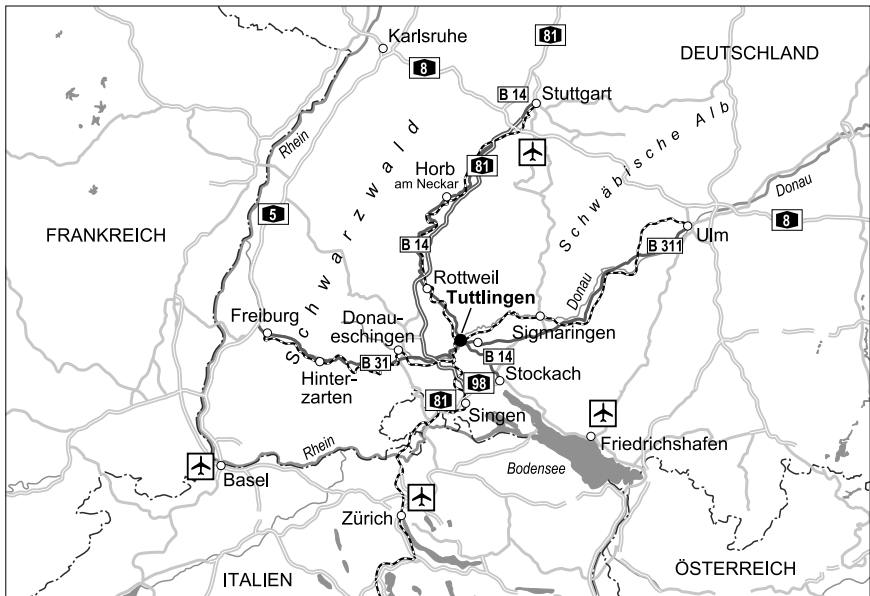 Karlsruhe
81
8
DEUTSCHLAND
B 14
Stuttgart
Rhein
Schwarzwald
Schwäbische Alb
Horb
am Neckar
81
Donau
5
8
FRANKREICH
B 14
Ulm
B 311
Rottweil
Tuttlingen
Donau
Freiburg
Donau-
eschingen
Sigmaringen
B 31
B 14
Hinter-
zarten
98
Stockach
81
Singen
Rhein
Friedrichshafen
Basel
Bodensee
Zürich
ITALIEN
ÖSTERREICH